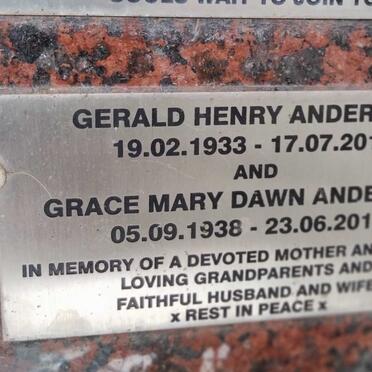 GERALD HENRY ANDER
19.02.1933 - 17.07.201
AND
GRACE MARY DAWN ANDE
05.09.1938 - 23.06.201
IN MEMORY OF A DEVOTED MOTHER AN
LOVING GRANDPARENTS AND
FAITHFUL HUSBAND AND WIFE
x REST IN PEACE x